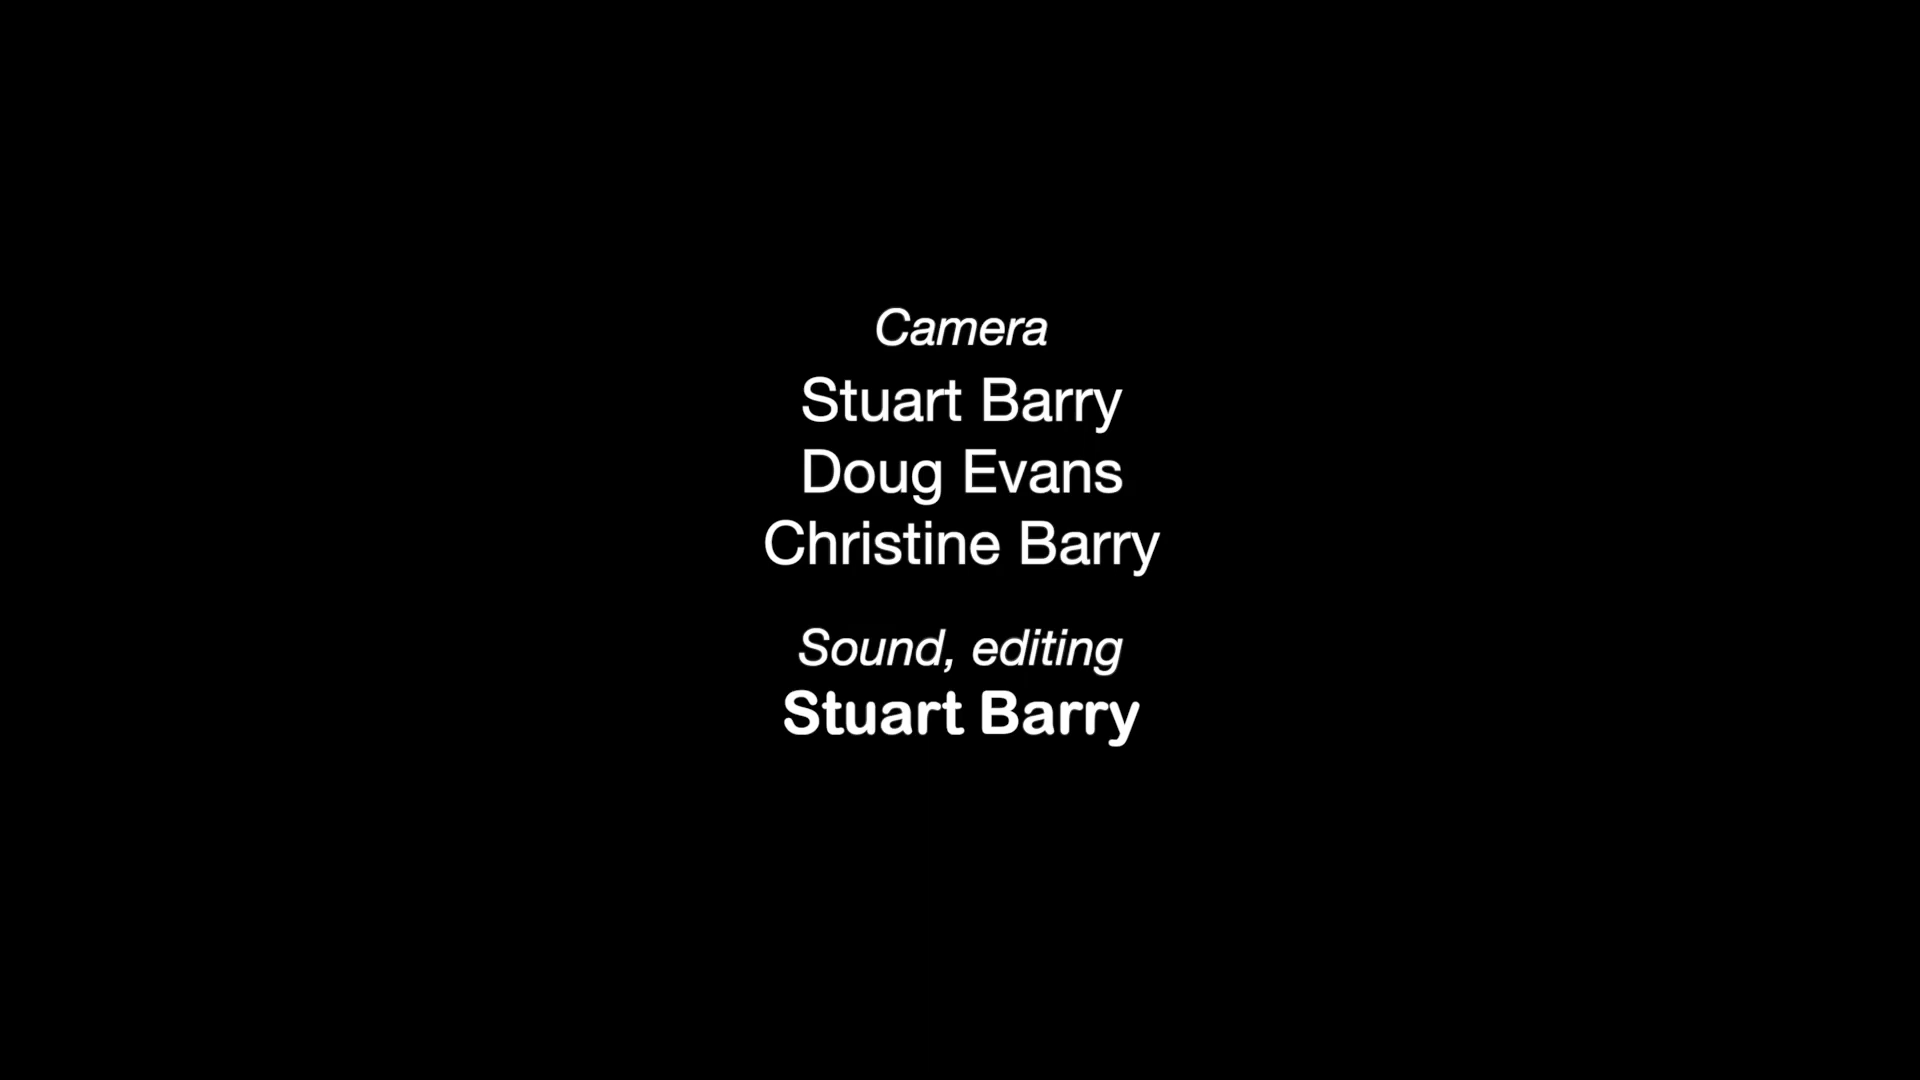 Camera
Stuart Barry
Doug Evans
Christine Barry
Sound, editing
Stuart Barry